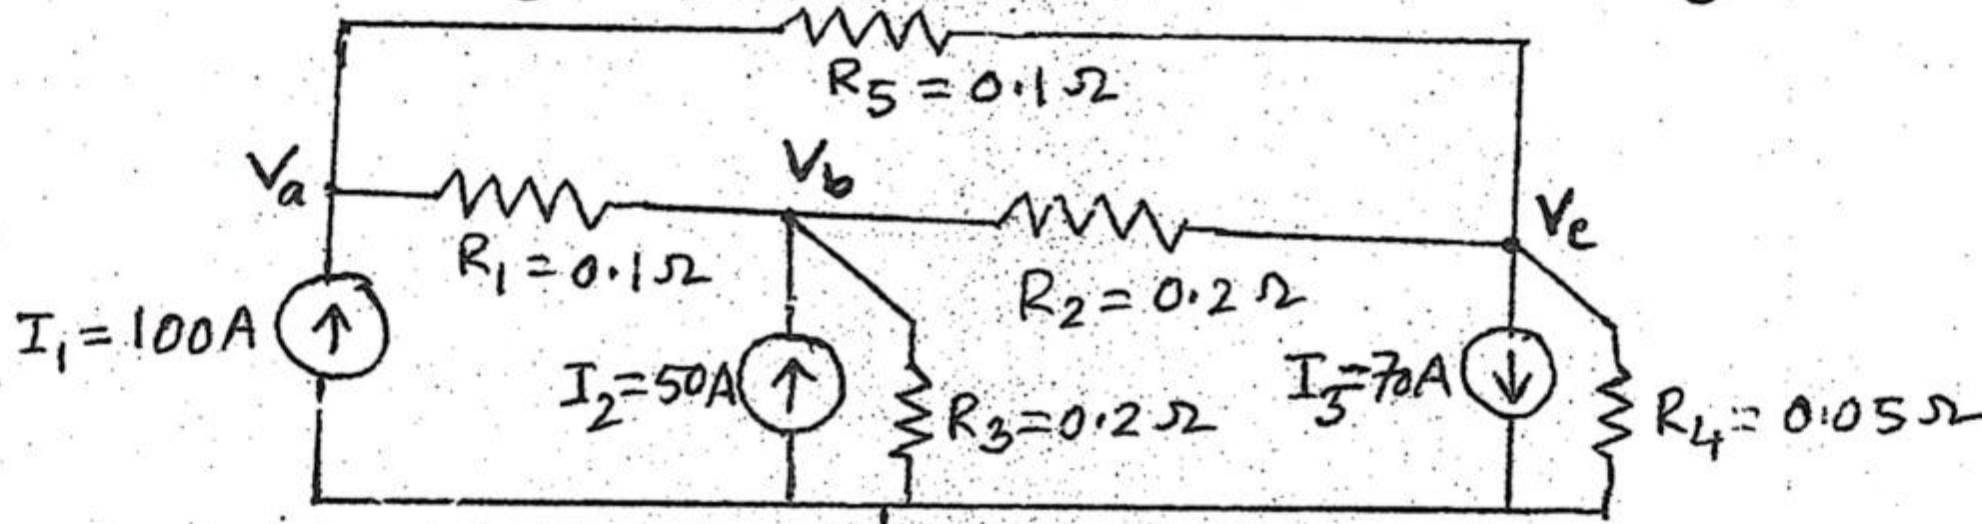 R5 = 0.1Ω
Va
Vb
Vc
R1 = 0.1Ω
R2 = 0.2Ω
I1 = 100A
I2 = 50A
R3 = 0.2Ω
I3 = 70A
R4 = 0.05Ω